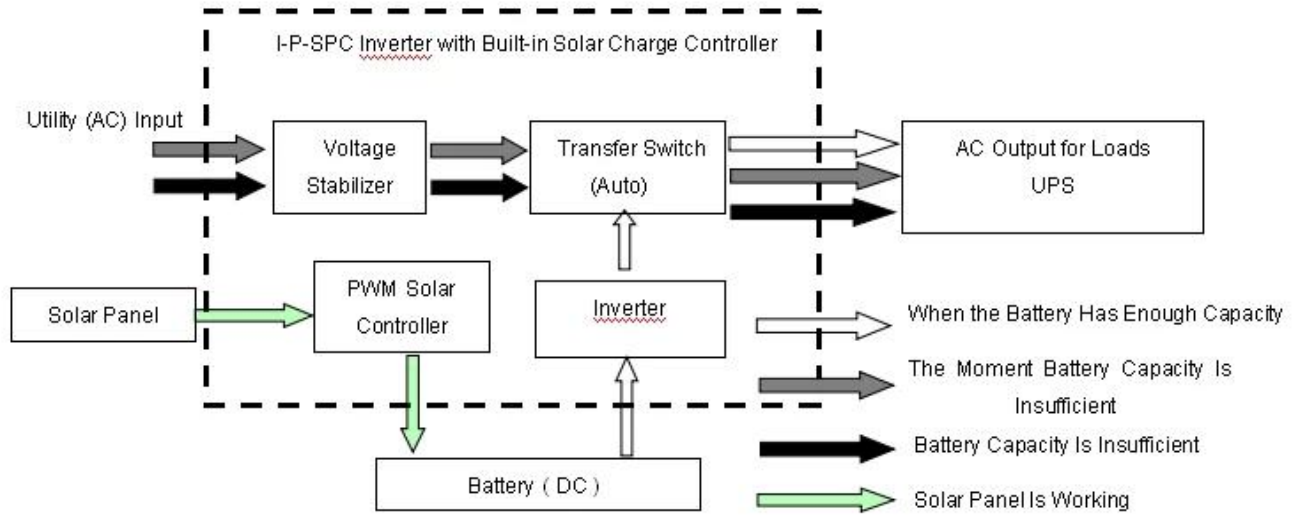 I-P-SPC Inverter with Built-in Solar Charge Controller
Utility (AC) Input
Voltage
Stabilizer
Transfer Switch
(Auto)
AC Output for Loads
UPS
Solar Panel
PWM Solar
Controller
Inverter
Battery ( DC )
When the Battery Has Enough Capacity
The Moment Battery Capacity Is
Insufficient
Battery Capacity Is Insufficient
Solar Panel Is Working